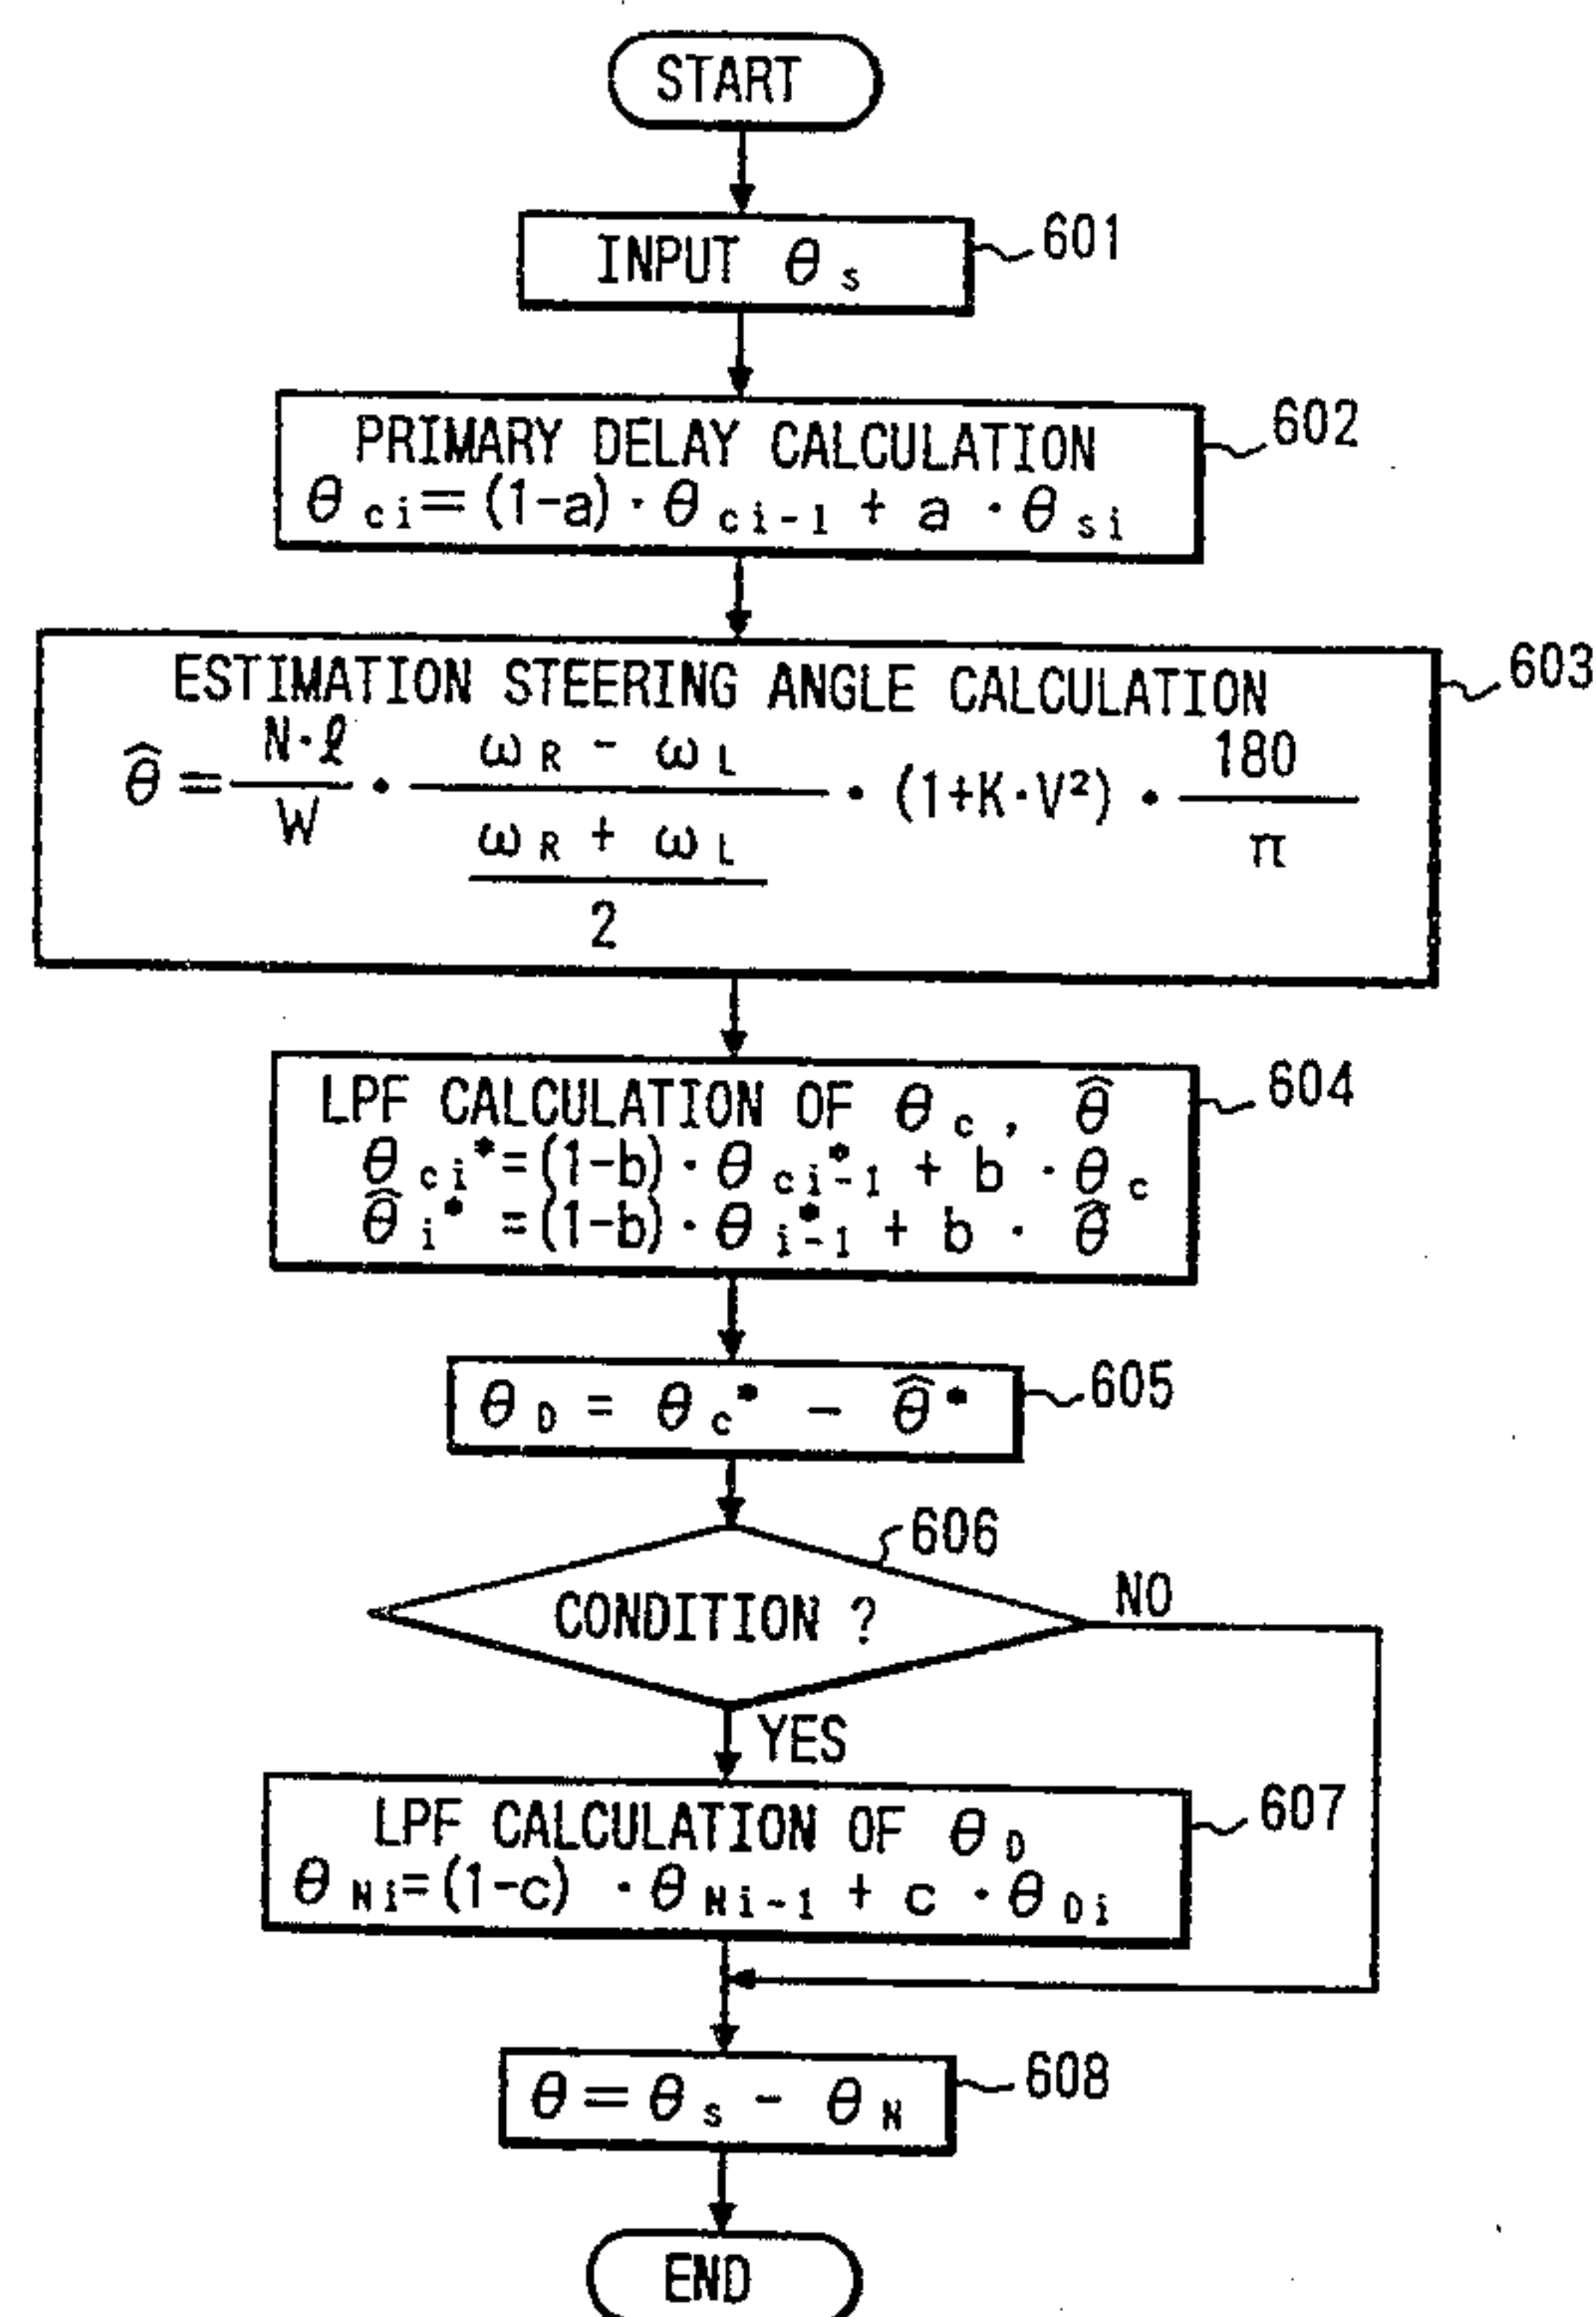 START
INPUT θs
601
PRIMARY DELAY CALCULATION
602
θci = (1-a)・θci-1 + a・θsi
ESTIMATION STEERING ANGLE CALCULATION
603
θ̂ = N・ℓ / W ・ (ωR - ωL) / ((ωR + ωL) / 2) ・ (1+K・V²) ・ 180 / π
LPF CALCULATION OF θc, θ̂
604
θci* = (1-b)・θci-1* + b・θc
θ̂i* = (1-b)・θi-1* + b・θ̂
θD = θc* - θ̂*
605
606
CONDITION ?
NO
YES
LPF CALCULATION OF θD
607
θNi = (1-c)・θNi-1 + c・θDi
θ = θs - θN
608
END